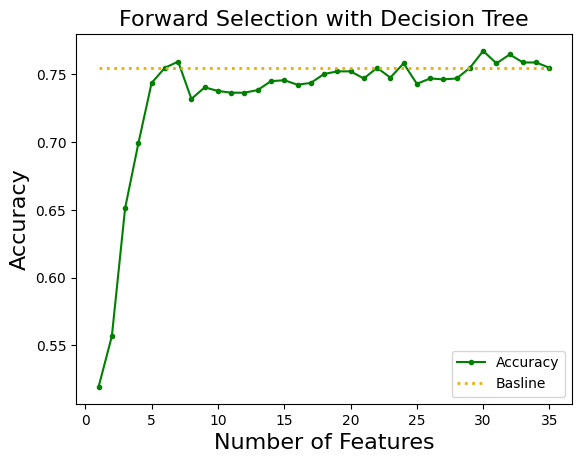 Forward Selection with Decision Tree
Accuracy
0.75
0.70
0.65
0.60
0.55
0 5 10 15 20 25 30 35
Number of Features
Accuracy
Basline